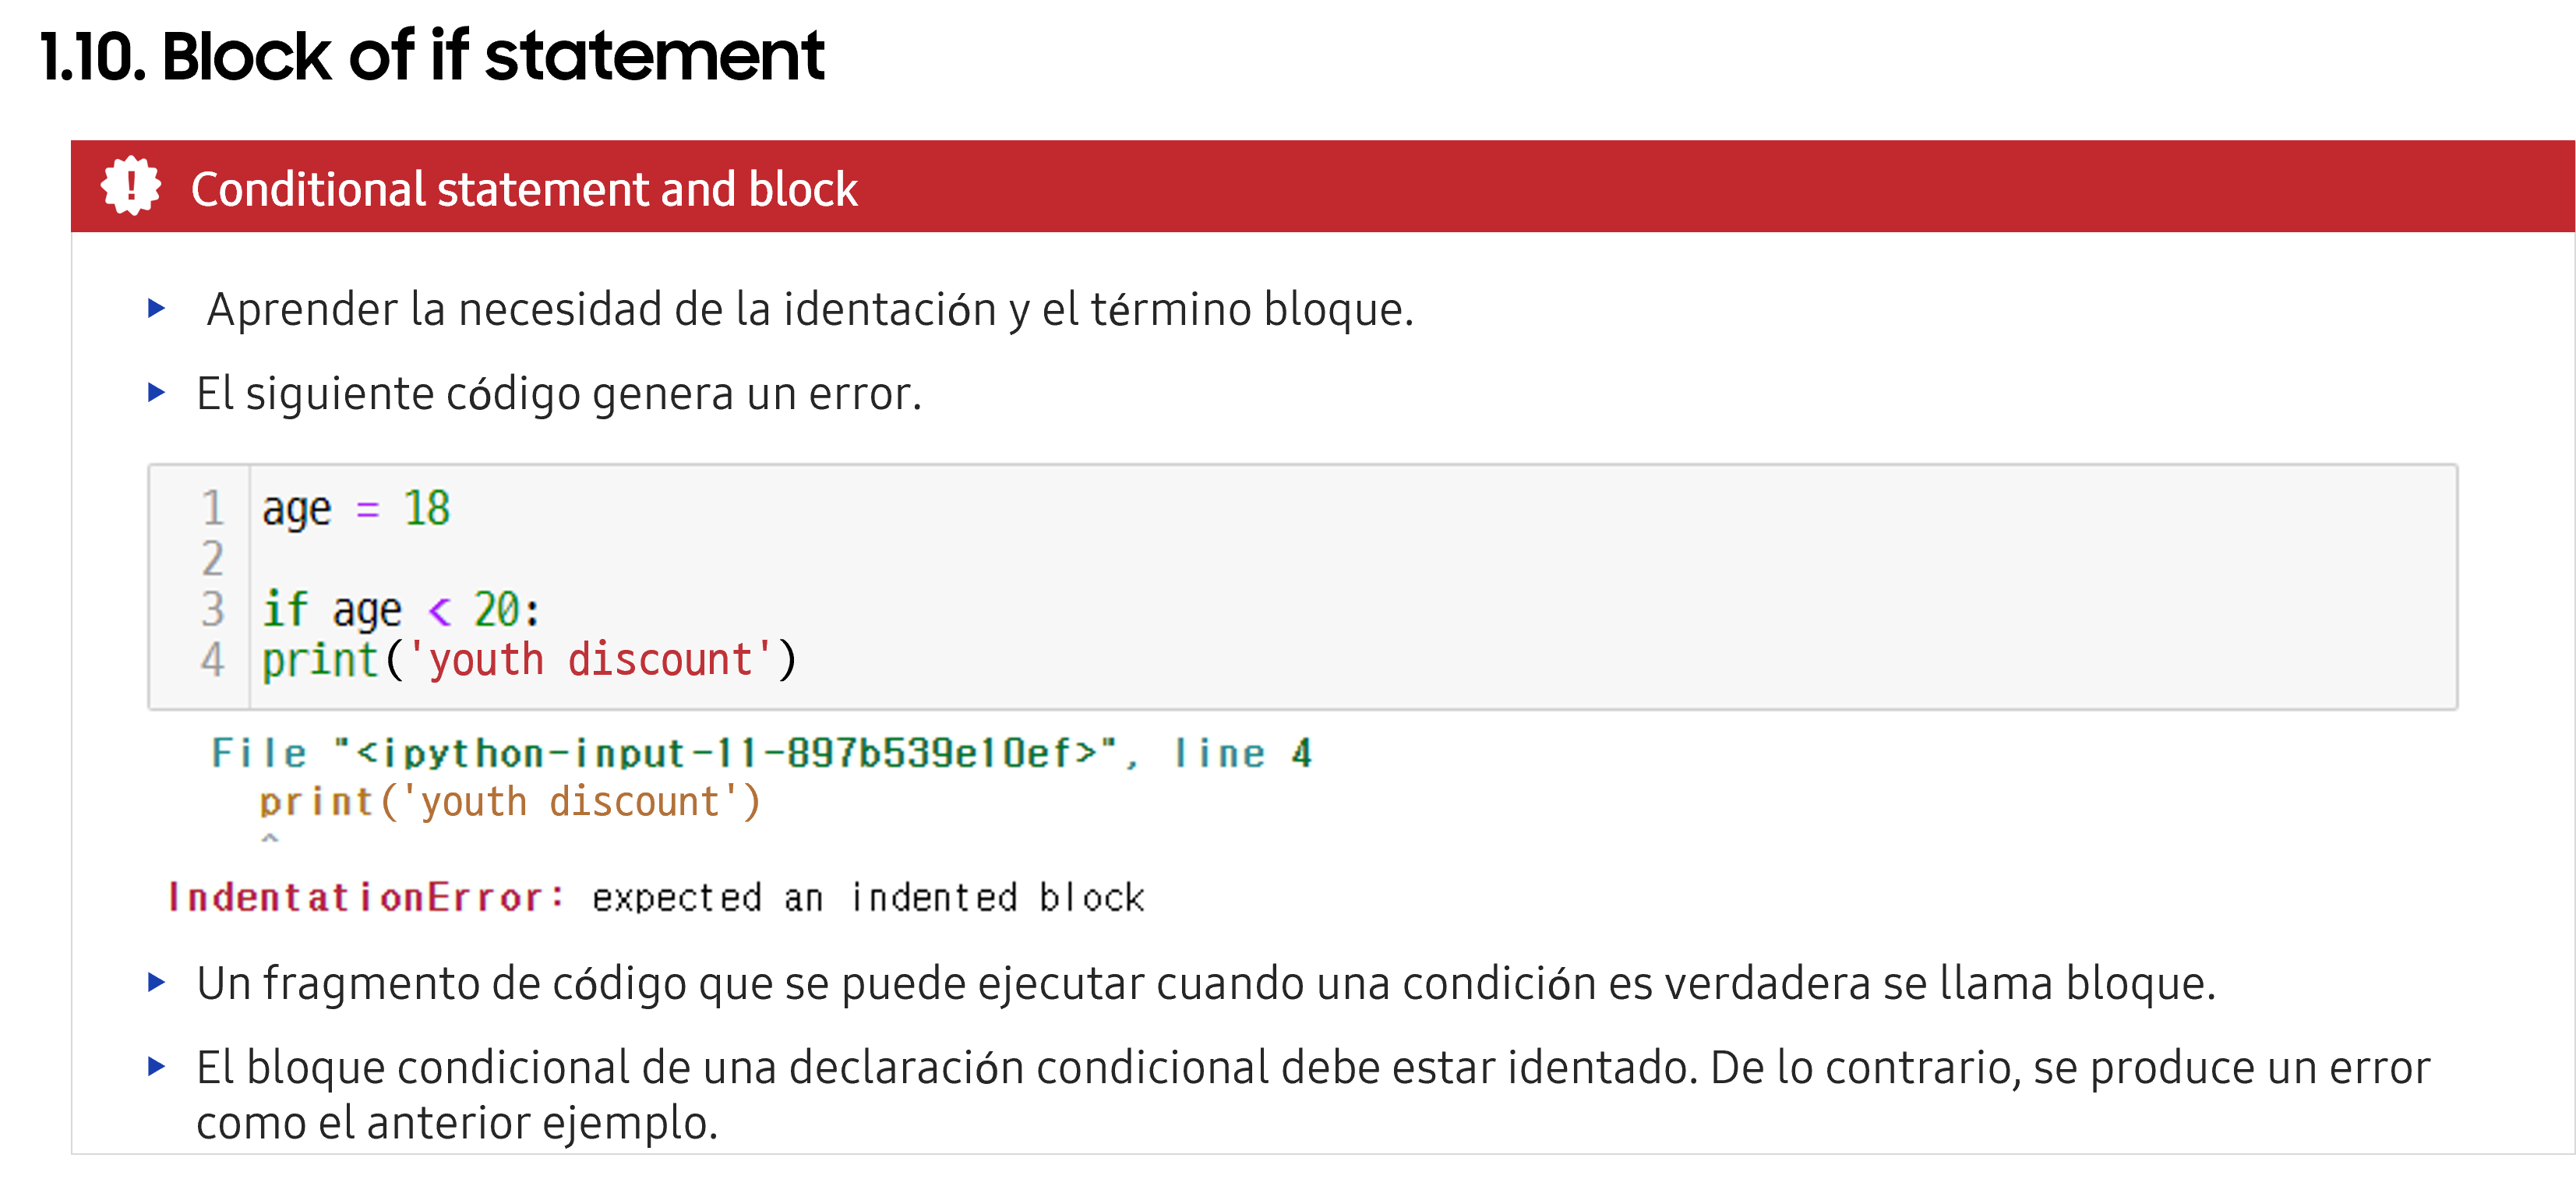 1.10. Block of if statement
! Conditional statement and block
Aprender la necesidad de la identación y el término bloque.
El siguiente código genera un error.
1 age = 18
2
3 if age < 20:
4 print('youth discount')
File "<ipython-input-11-897b539e10ef>", line 4
print('youth discount')
^
IndentationError: expected an indented block
Un fragmento de código que se puede ejecutar cuando una condición es verdadera se llama bloque.
El bloque condicional de una declaración condicional debe estar identado. De lo contrario, se produce un error
como el anterior ejemplo.